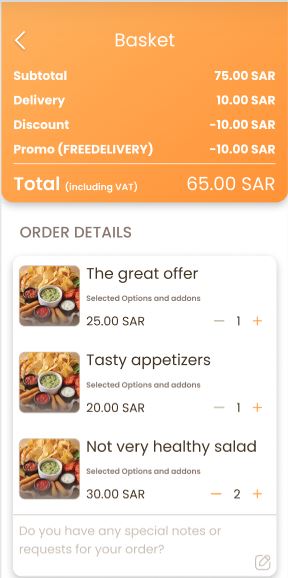 Basket
Subtotal 75.00 SAR
Delivery 10.00 SAR
Discount -10.00 SAR
Promo (FREEDELIVERY) -10.00 SAR
Total (including VAT) 65.00 SAR
ORDER DETAILS
The great offer
Selected Options and addons
25.00 SAR — 1 +
Tasty appetizers
Selected Options and addons
20.00 SAR — 1 +
Not very healthy salad
Selected Options and addons
30.00 SAR — 2 +
Do you have any special notes or
requests for your order?